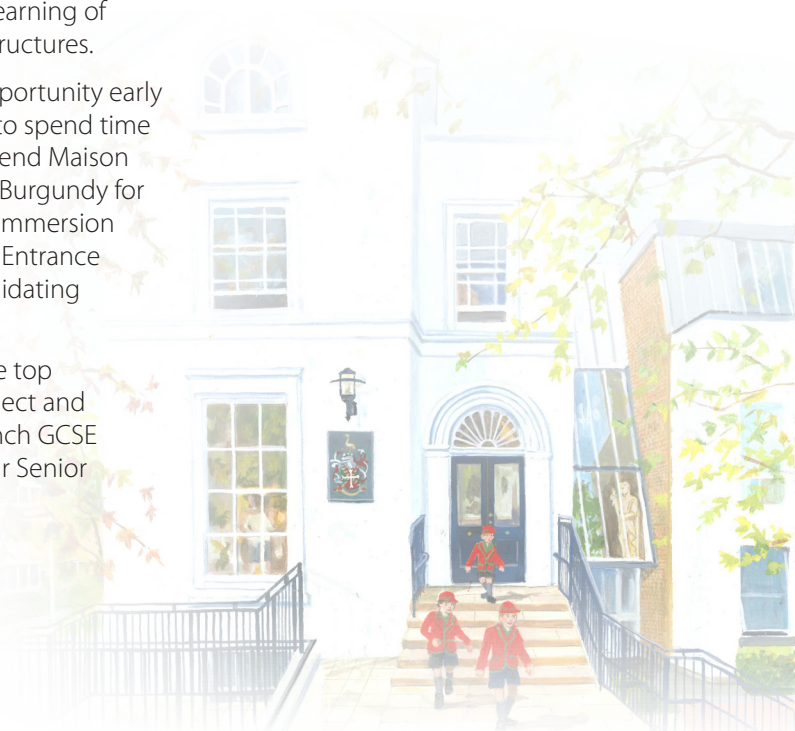 earning of
ructures.
portunity early
to spend time
end Maison
Burgundy for
mmersion
Entrance
idating
e top
ect and
nch GCSE
r Senior